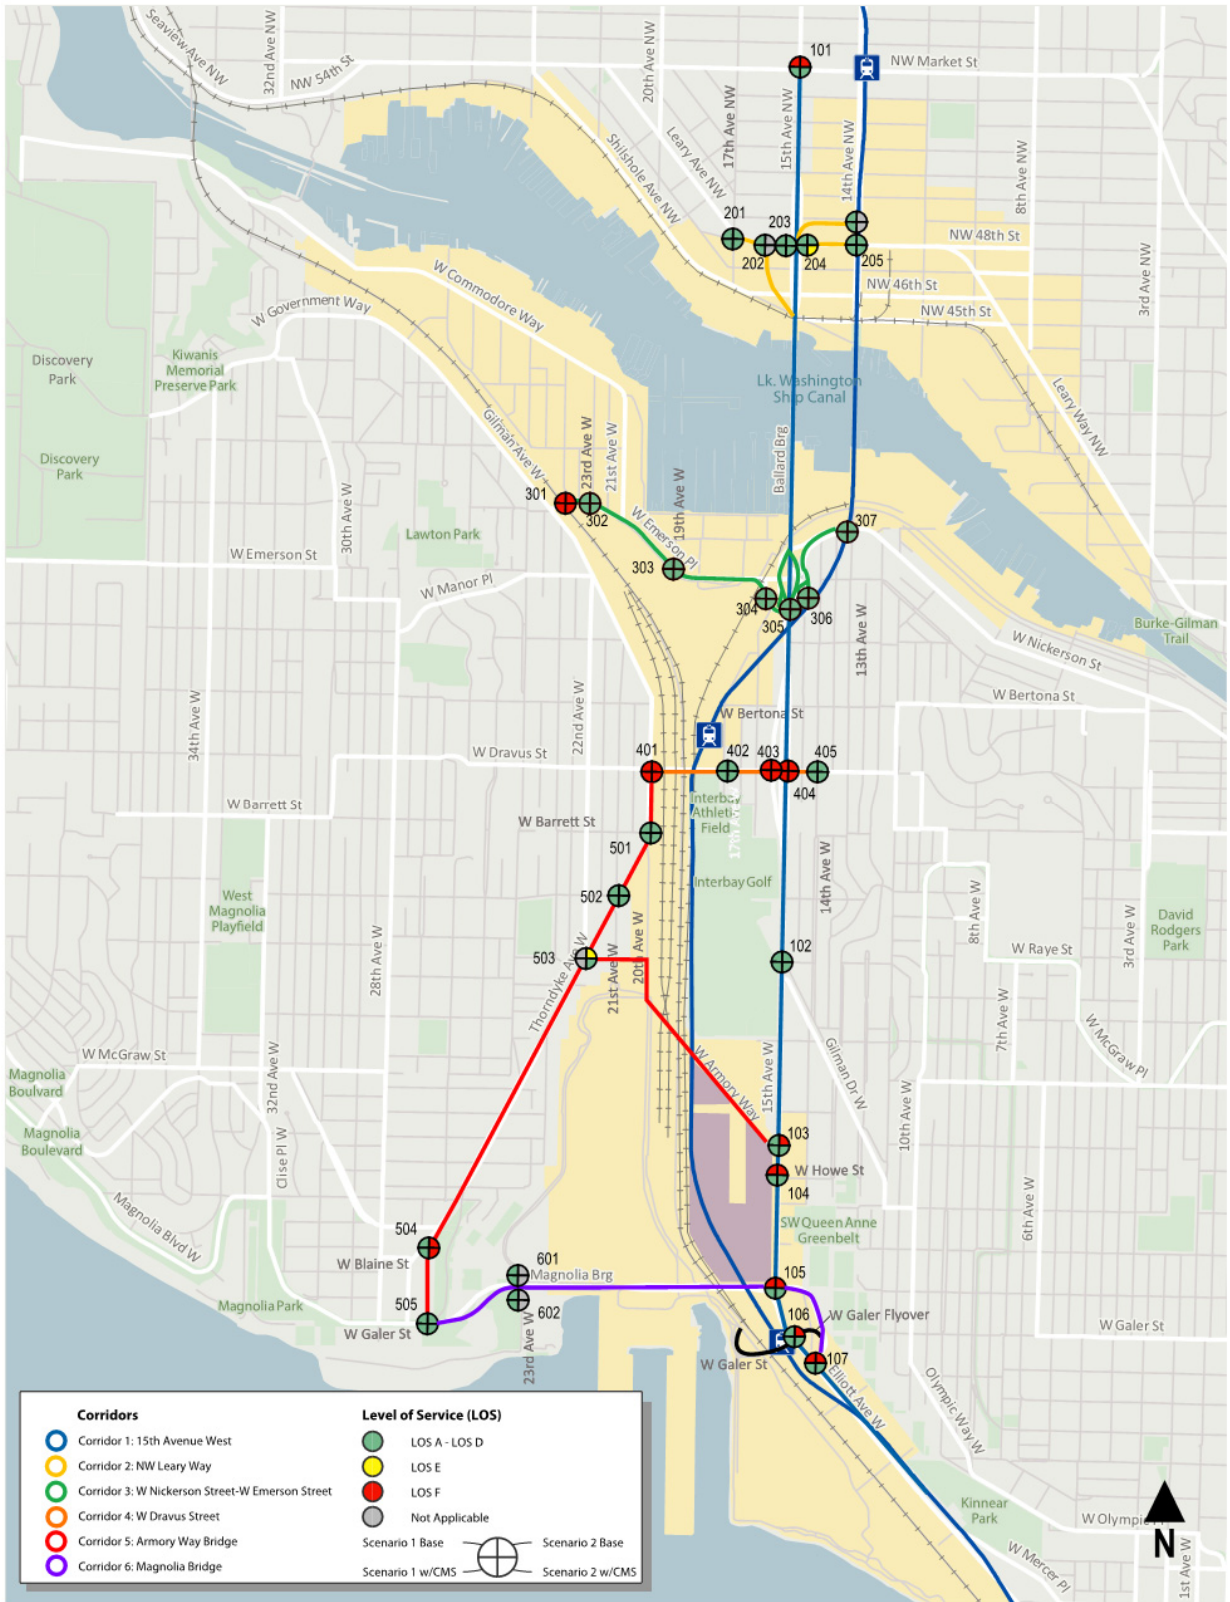 Seaview Ave NW
32nd Ave NW
NW 54th St
20th Ave NW
17th Ave NW
15th Ave NW
101
NW Market St
Leary Ave NW
Shilshole Ave NW
14th Ave NW
8th Ave NW
3rd Ave NW
201
203
202
204
205
NW 48th St
NW 46th St
NW 45th St
W Commodore Way
W Government Way
Kiwanis
Memorial
Preserve Park
Discovery
Park
Discovery
Park
Lk. Washington
Ship Canal
Leary Way NW
Ballard Brg
Gilman Ave W
23rd Ave W
21st Ave W
19th Ave W
30th Ave W
301
302
307
Lawton Park
W Emerson St
W Emerson Pl
W Manor Pl
303
304
305
306
13th Ave W
W Nickerson St
Burke-Gilman
Trail
34th Ave W
22nd Ave W
W Bertona St
W Bertona St
W Dravus St
401
402
403
405
404
W Barrett St
W Barrett St
Interbay
Athletic
Field
17th Ave W
501
Interbay Golf
14th Ave W
West
Magnolia
Playfield
502
8th Ave W
3rd Ave W
David
Rodgers
Park
28th Ave W
503
Thorndyke Ave W
21st Ave W
20th Ave W
102
W Raye St
7th Ave W
W McGraw Pl
W McGraw St
Magnolia
Boulvard
Magnolia
Boulevard
32nd Ave W
W Armory Way
15th Ave W
Gilman Dr W
10th Ave W
103
W Howe St
104
Clise Pl W
6th Ave W
Magnolia Blvd W
504
W Blaine St
SW Queen Anne
Greenbelt
601
Magnolia Brg
602
105
Magnolia Park
505
W Galer St
23rd Ave W
106
W Galer Flyover
W Galer St
W Galer St
107
Elliott Ave W
Olympic Way W
Kinnear
Park
W Olympic
W Mercer Pl
1st Ave W
N
Corridors
Corridor 1: 15th Avenue West
Corridor 2: NW Leary Way
Corridor 3: W Nickerson Street-W Emerson Street
Corridor 4: W Dravus Street
Corridor 5: Armory Way Bridge
Corridor 6: Magnolia Bridge
Level of Service (LOS)
LOS A - LOS D
LOS E
LOS F
Not Applicable
Scenario 1 Base
Scenario 2 Base
Scenario 1 w/CMS
Scenario 2 w/CMS